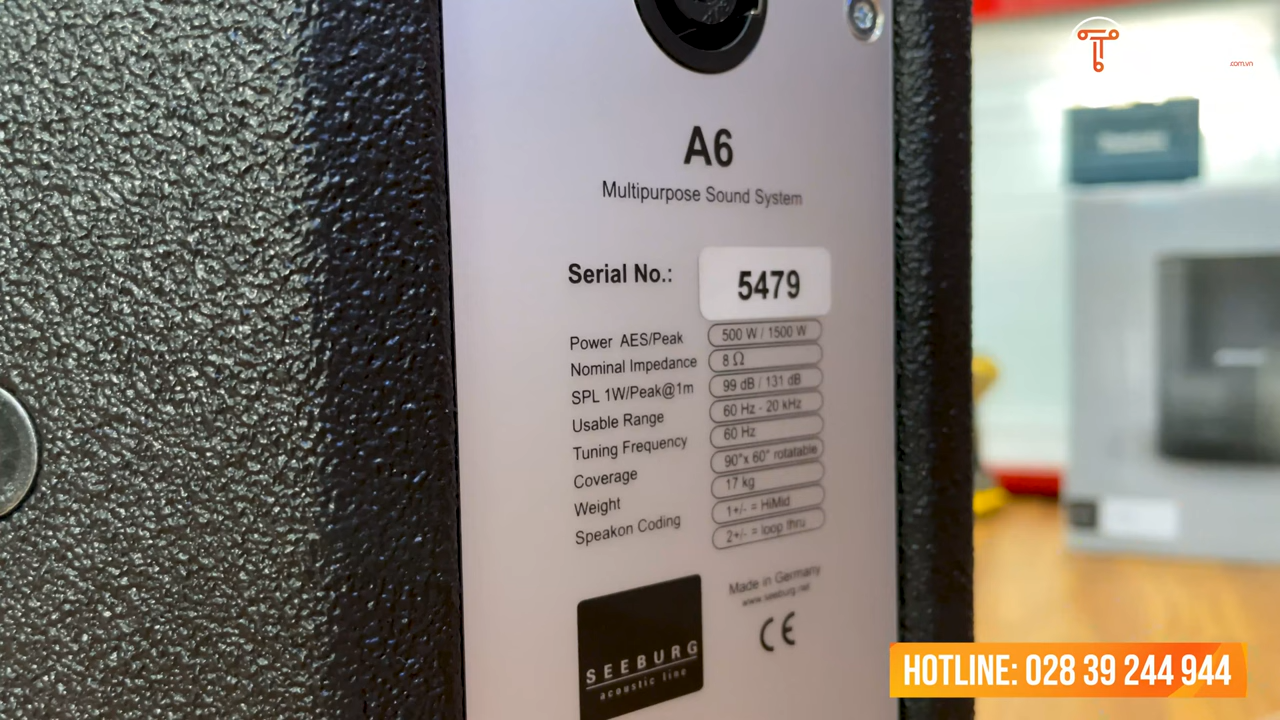 .com.vn
A6
Multipurpose Sound System
Serial No.: 5479
Power AES/Peak 500 W / 1500 W
Nominal Impedance 8 Ω
SPL 1W/Peak@1m 99 dB / 131 dB
Usable Range 60 Hz - 20 kHz
Tuning Frequency 60 Hz
Coverage 90°x 60° rotatable
Weight 17 kg
Speakon Coding 1+/- = HiMid
2+/- = loop thru
Made in Germany
www.seeburg.net
CE
SEEBURG
acoustic line
HOTLINE: 028 39 244 944